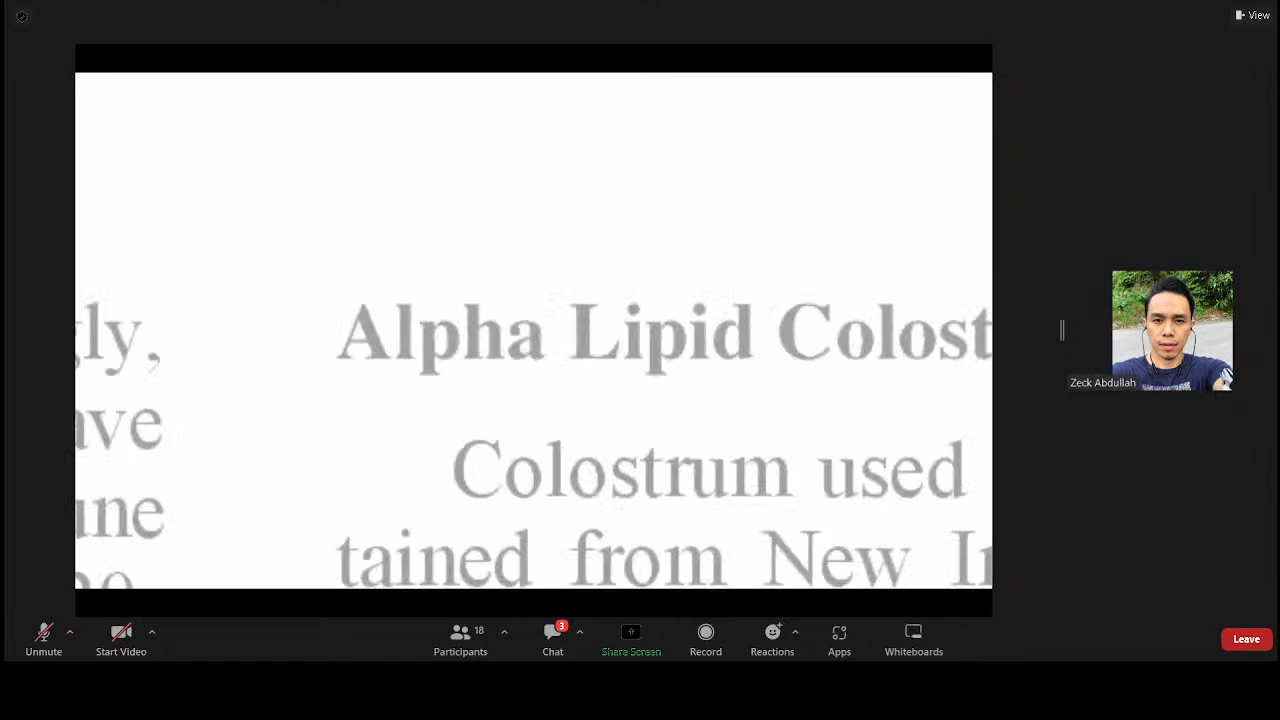 View
gly,
Alpha Lipid Colost
ave
Colostrum used
une
tained from New
Zeck Abdullah
18
3
Unmute
Start Video
Participants
Chat
Share Screen
Record
Reactions
Apps
Whiteboards
Leave